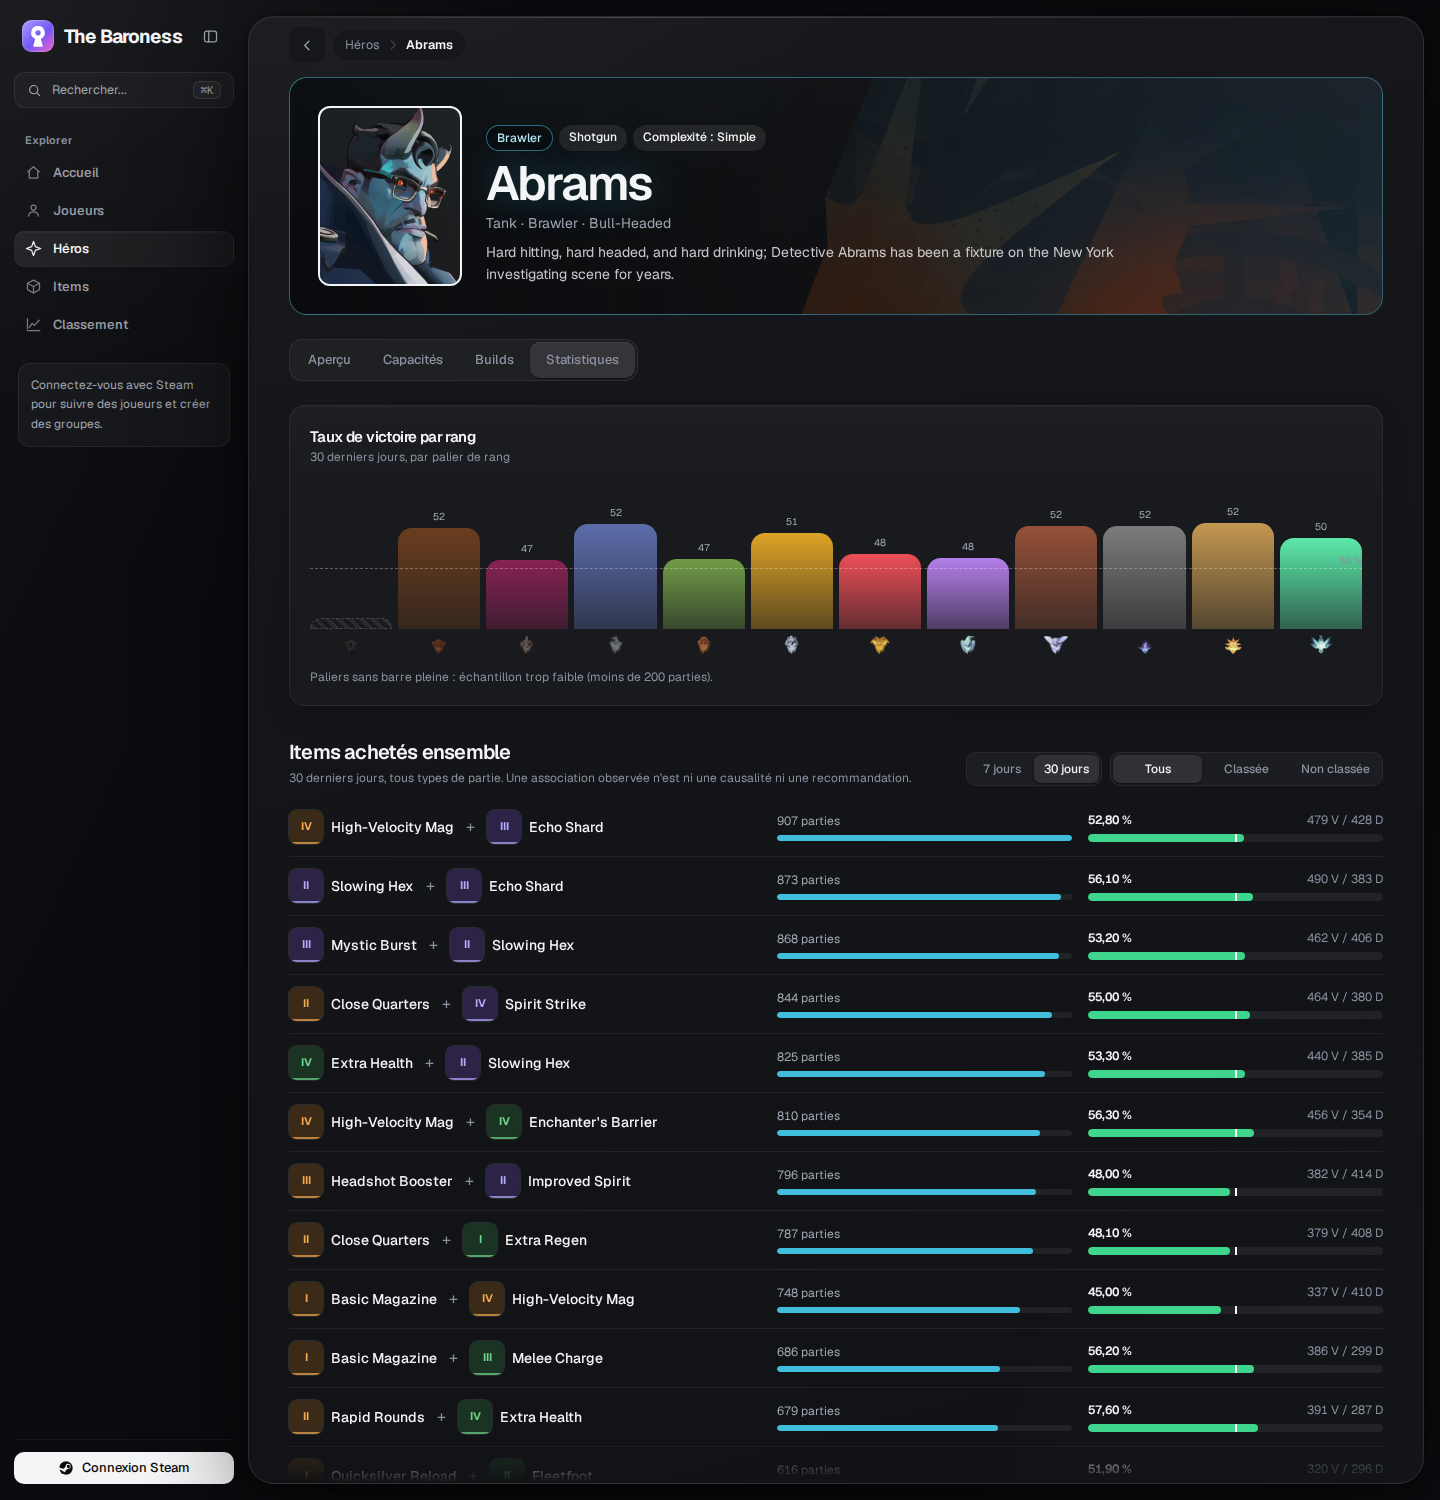 The Baroness
Rechercher...
⌘K
Explorer
Accueil
Joueurs
Héros
Items
Classement
Connectez-vous avec Steam
pour suivre des joueurs et créer
des groupes.
Connexion Steam
Héros > Abrams
Brawler Shotgun Complexité : Simple
Abrams
Tank · Brawler · Bull-Headed
Hard hitting, hard headed, and hard drinking; Detective Abrams has been a fixture on the New York
investigating scene for years.
Aperçu Capacités Builds Statistiques
Taux de victoire par rang
30 derniers jours, par palier de rang
52 47 52 47 51 48 48 52 52 52 50
Paliers sans barre pleine : échantillon trop faible (moins de 200 parties).
Items achetés ensemble
30 derniers jours, tous types de partie. Une association observée n'est ni une causalité ni une recommandation.
7 jours 30 jours Tous Classée Non classée
IV High-Velocity Mag + III Echo Shard 907 parties 52,80 % 479 V / 428 D
II Slowing Hex + III Echo Shard 873 parties 56,10 % 490 V / 383 D
III Mystic Burst + II Slowing Hex 868 parties 53,20 % 462 V / 406 D
II Close Quarters + IV Spirit Strike 844 parties 55,00 % 464 V / 380 D
IV Extra Health + II Slowing Hex 825 parties 53,30 % 440 V / 385 D
IV High-Velocity Mag + IV Enchanter's Barrier 810 parties 56,30 % 456 V / 354 D
III Headshot Booster + II Improved Spirit 796 parties 48,00 % 382 V / 414 D
II Close Quarters + I Extra Regen 787 parties 48,10 % 379 V / 408 D
I Basic Magazine + IV High-Velocity Mag 748 parties 45,00 % 337 V / 410 D
I Basic Magazine + III Melee Charge 686 parties 56,20 % 386 V / 299 D
II Rapid Rounds + IV Extra Health 679 parties 57,60 % 391 V / 287 D
I Quicksilver Reload + II Fleetfoot 616 parties 51,90 % 320 V / 296 D